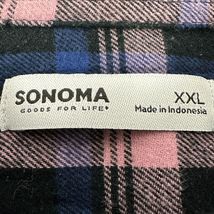 SONOMA
GOODS FOR LIFE+
XXL
Made in Indonesia